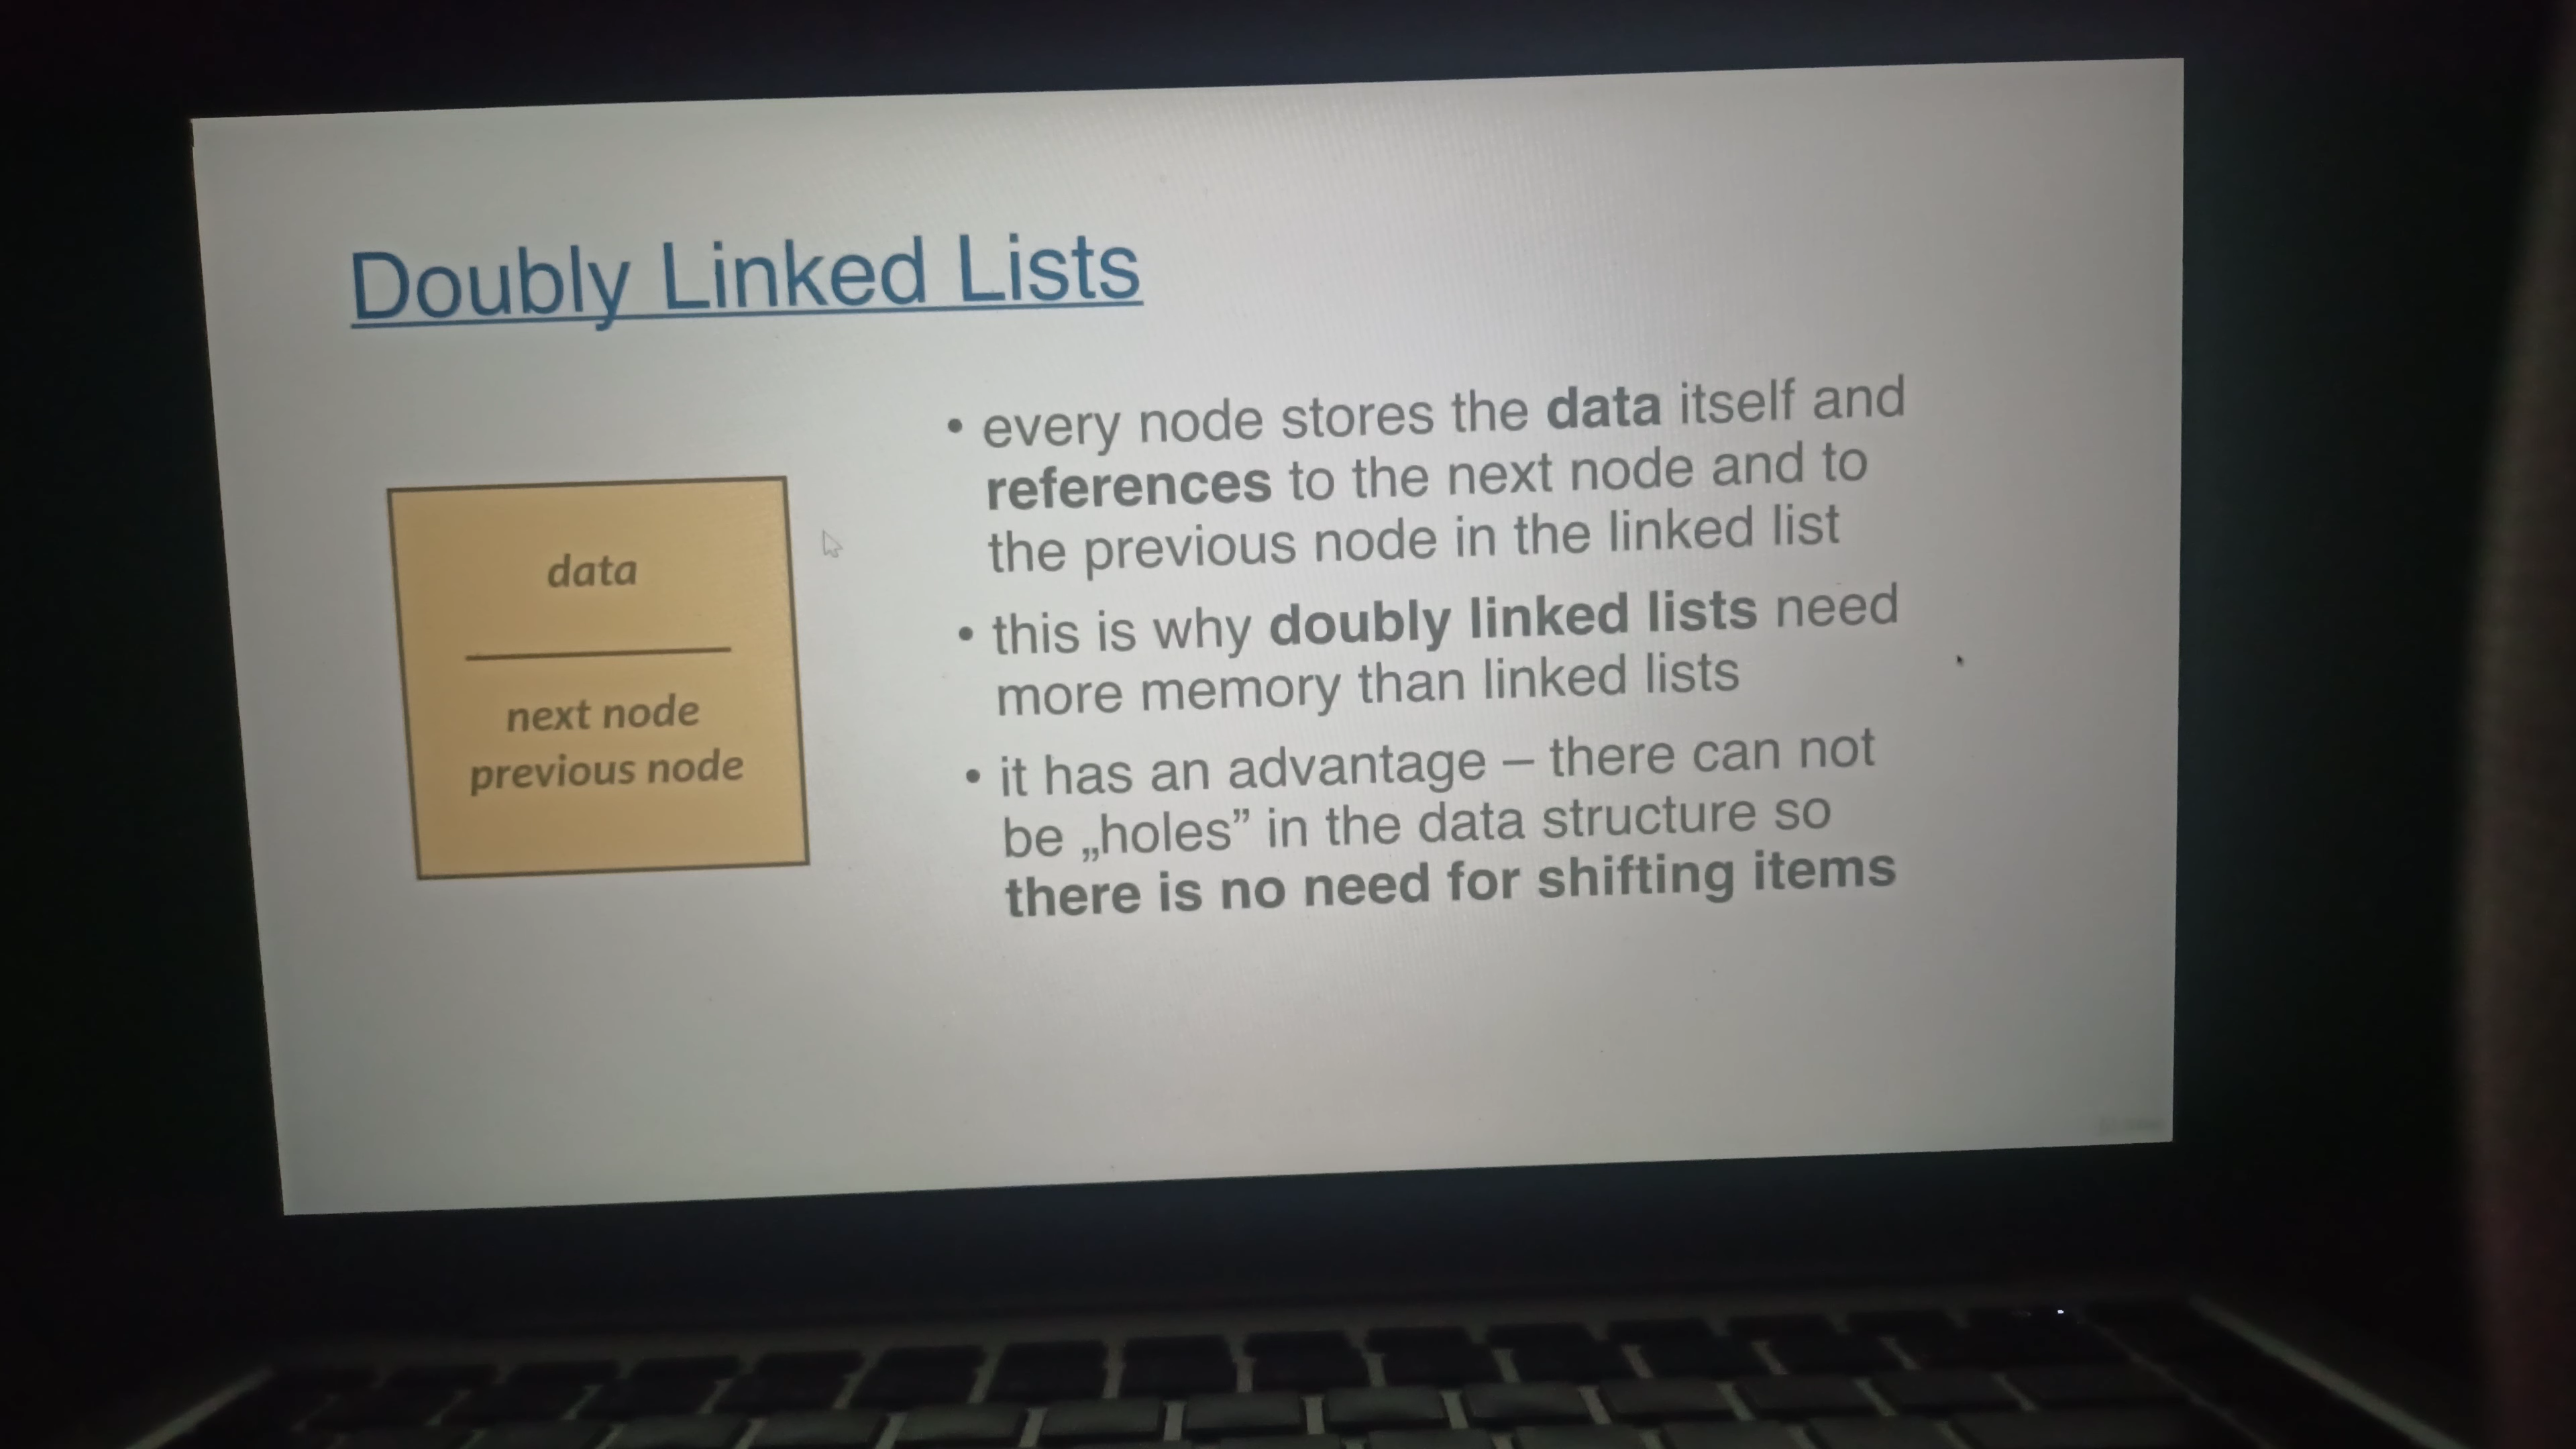 Doubly Linked Lists
data
next node
previous node
• every node stores the data itself and
references to the next node and to
the previous node in the linked list
• this is why doubly linked lists need
more memory than linked lists
• it has an advantage – there can not
be „holes” in the data structure so
there is no need for shifting items